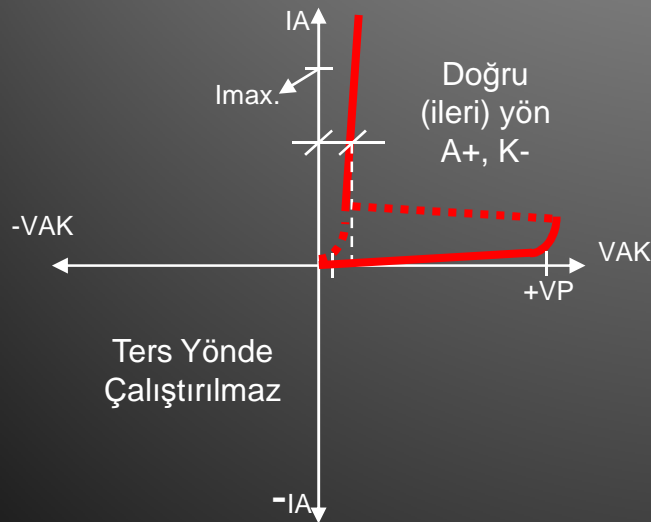 IA
Imax.
Doğru
(ileri) yön
A+, K-
-VAK
VAK
+VP
Ters Yönde
Çalıştırılmaz
-IA